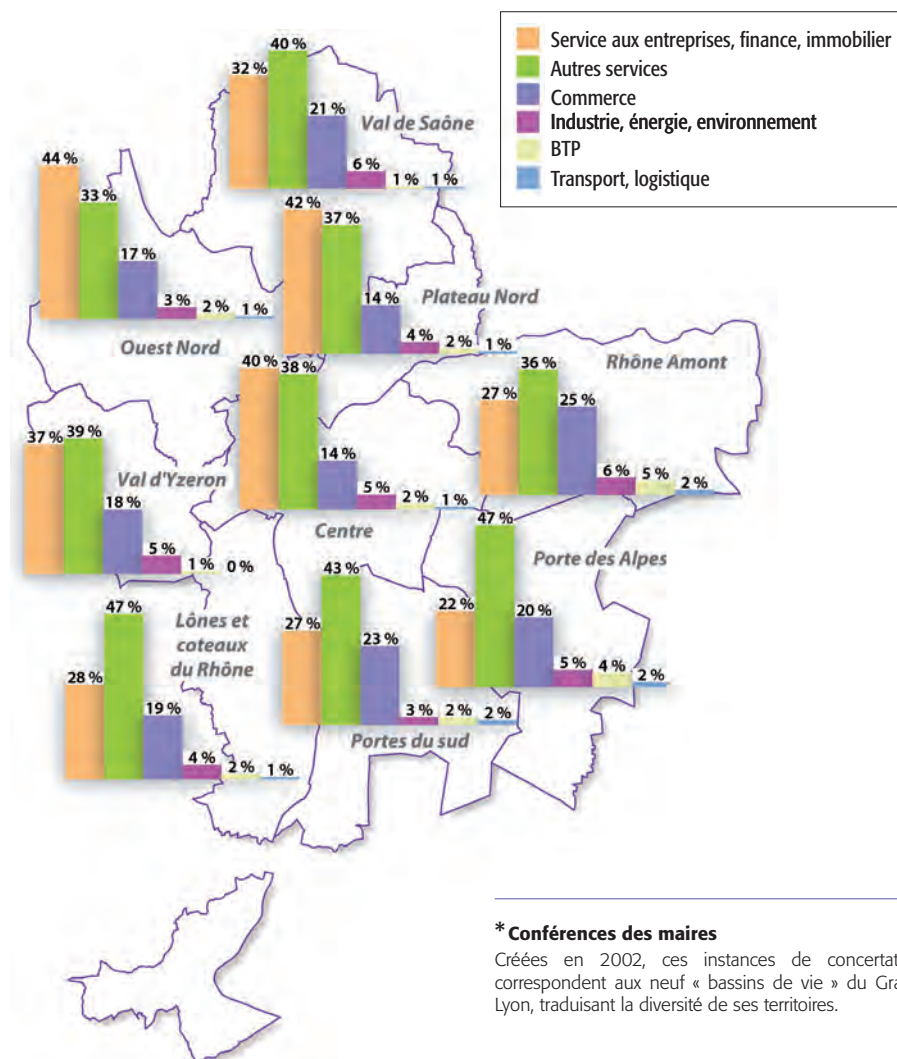 Service aux entreprises, finance, immobilier
Autres services
Commerce
Industrie, énergie, environnement
BTP
Transport, logistique
32 %
40 %
21 %
6 %
1 %
1 %
Val de Saône
44 %
33 %
17 %
3 %
2 %
1 %
Ouest Nord
42 %
37 %
14 %
4 %
2 %
1 %
Plateau Nord
27 %
36 %
25 %
6 %
5 %
2 %
Rhône Amont
40 %
38 %
14 %
5 %
2 %
1 %
Centre
37 %
39 %
18 %
5 %
1 %
0 %
Val d'Yzeron
22 %
47 %
20 %
5 %
4 %
2 %
Porte des Alpes
28 %
47 %
19 %
4 %
2 %
1 %
Lônes et
coteaux
du Rhône
27 %
43 %
23 %
3 %
2 %
2 %
Portes du sud
* Conférences des maires
Créées en 2002, ces instances de concertat
correspondent aux neuf « bassins de vie » du Gra
Lyon, traduisant la diversité de ses territoires.